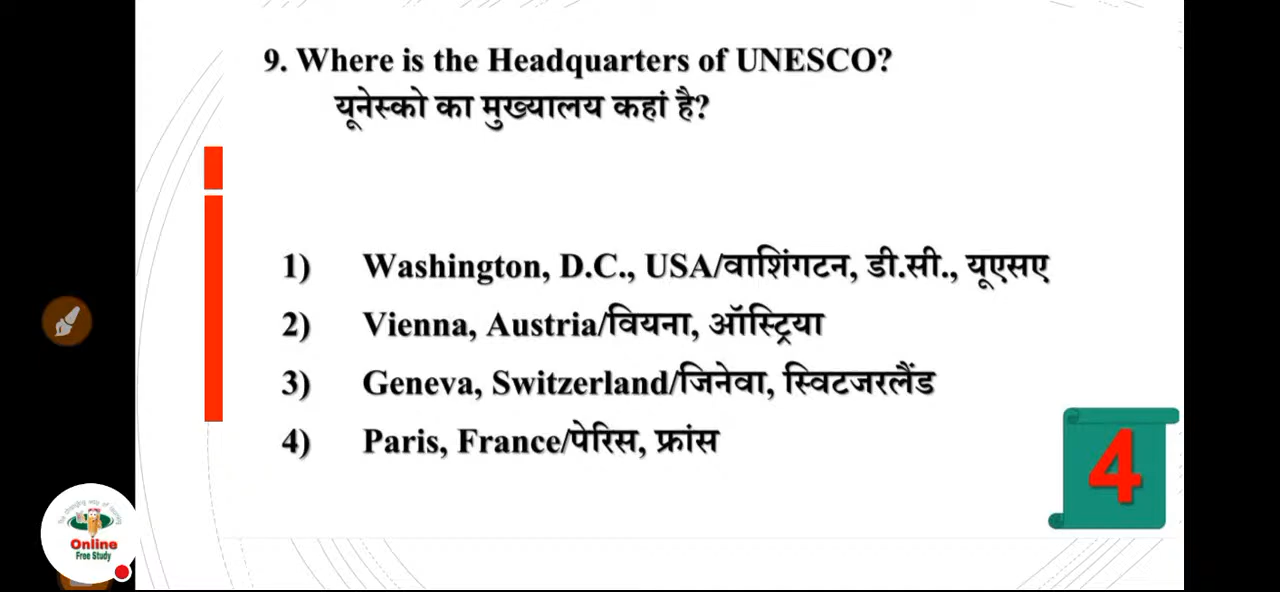 9. Where is the Headquarters of UNESCO?
यूनेस्को का मुख्यालय कहां है?
1) Washington, D.C., USA/वाशिंगटन, डी.सी., यूएसए
2) Vienna, Austria/वियना, ऑस्ट्रिया
3) Geneva, Switzerland/जिनेवा, स्विटजरलैंड
4) Paris, France/पेरिस, फ्रांस
4
Online
Free Study